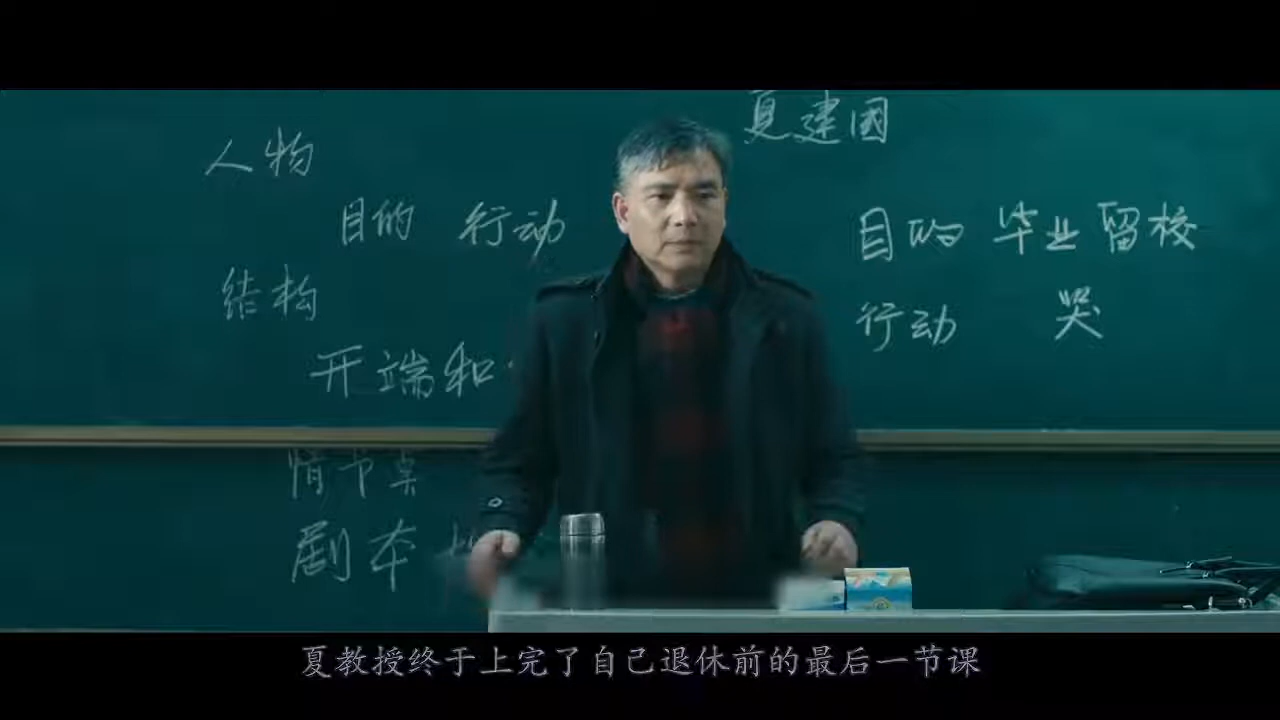 夏建国
人物
目的 行动
目的 毕业留校
结构
行动 哭
开端和
情节
剧本
夏教授终于上完了自己退休前的最后一节课